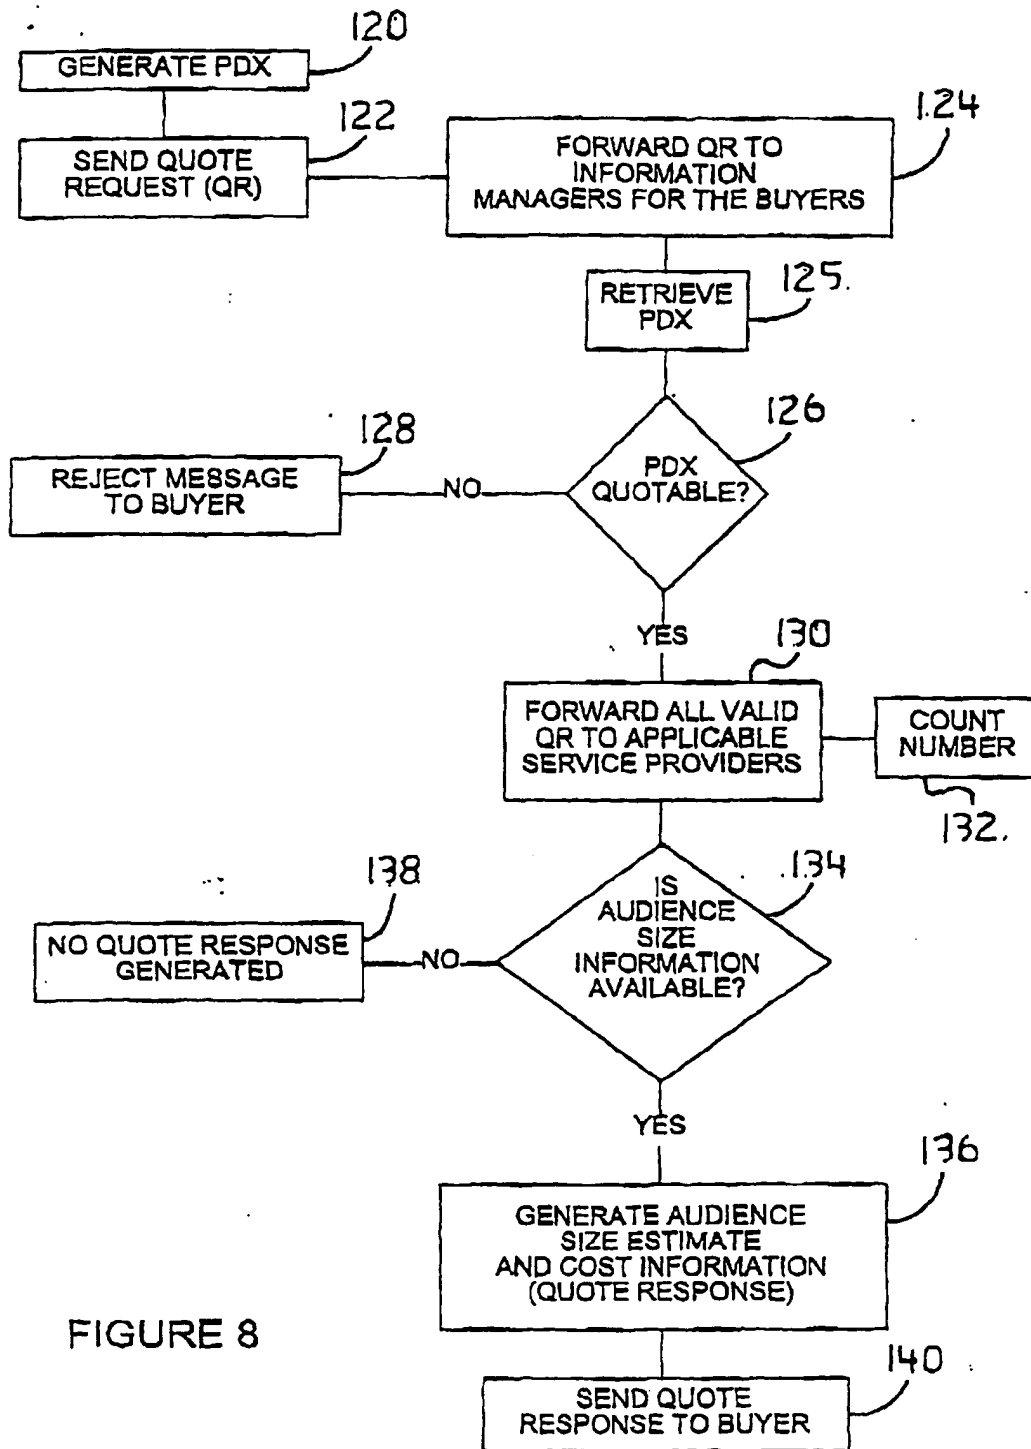 120
GENERATE PDX
122
SEND QUOTE
REQUEST (QR)
1.24
FORWARD QR TO
INFORMATION
MANAGERS FOR THE BUYERS
125.
RETRIEVE
PDX
126
PDX
QUOTABLE?
128
REJECT MESSAGE
TO BUYER
NO
YES
130
FORWARD ALL VALID
QR TO APPLICABLE
SERVICE PROVIDERS
COUNT
NUMBER
132.
134
IS
AUDIENCE
SIZE
INFORMATION
AVAILABLE?
138
NO QUOTE RESPONSE
GENERATED
NO
YES
136
GENERATE AUDIENCE
SIZE ESTIMATE
AND COST INFORMATION
(QUOTE RESPONSE)
FIGURE 8
140
SEND QUOTE
RESPONSE TO BUYER